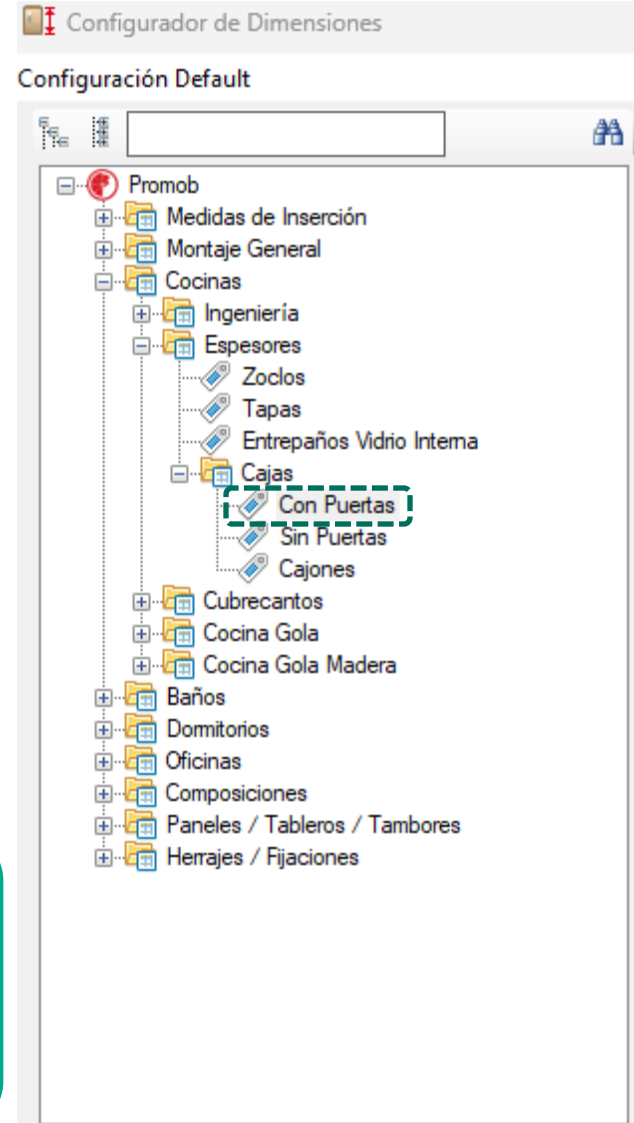 Configurador de Dimensiones
Configuración Default
Promob
Medidas de Inserción
Montaje General
Cocinas
Ingeniería
Espesores
Zoclos
Tapas
Entrepaños Vidrio Interna
Cajas
Con Puertas
Sin Puertas
Cajones
Cubrecantos
Cocina Gola
Cocina Gola Madera
Baños
Dormitorios
Oficinas
Composiciones
Paneles / Tableros / Tambores
Herrajes / Fijaciones